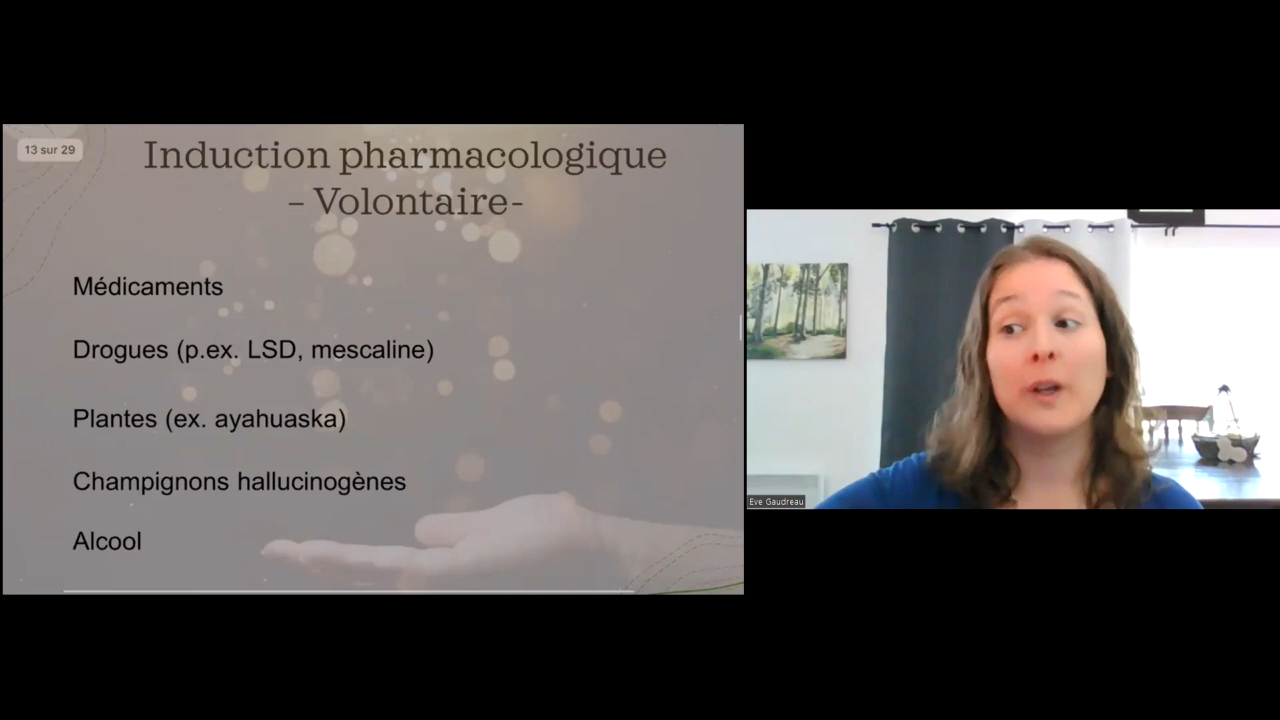 13 sur 29
Induction pharmacologique
- Volontaire-
Médicaments
Drogues (p.ex. LSD, mescaline)
Plantes (ex. ayahuaska)
Champignons hallucinogènes
Alcool
Eve Gaudreau